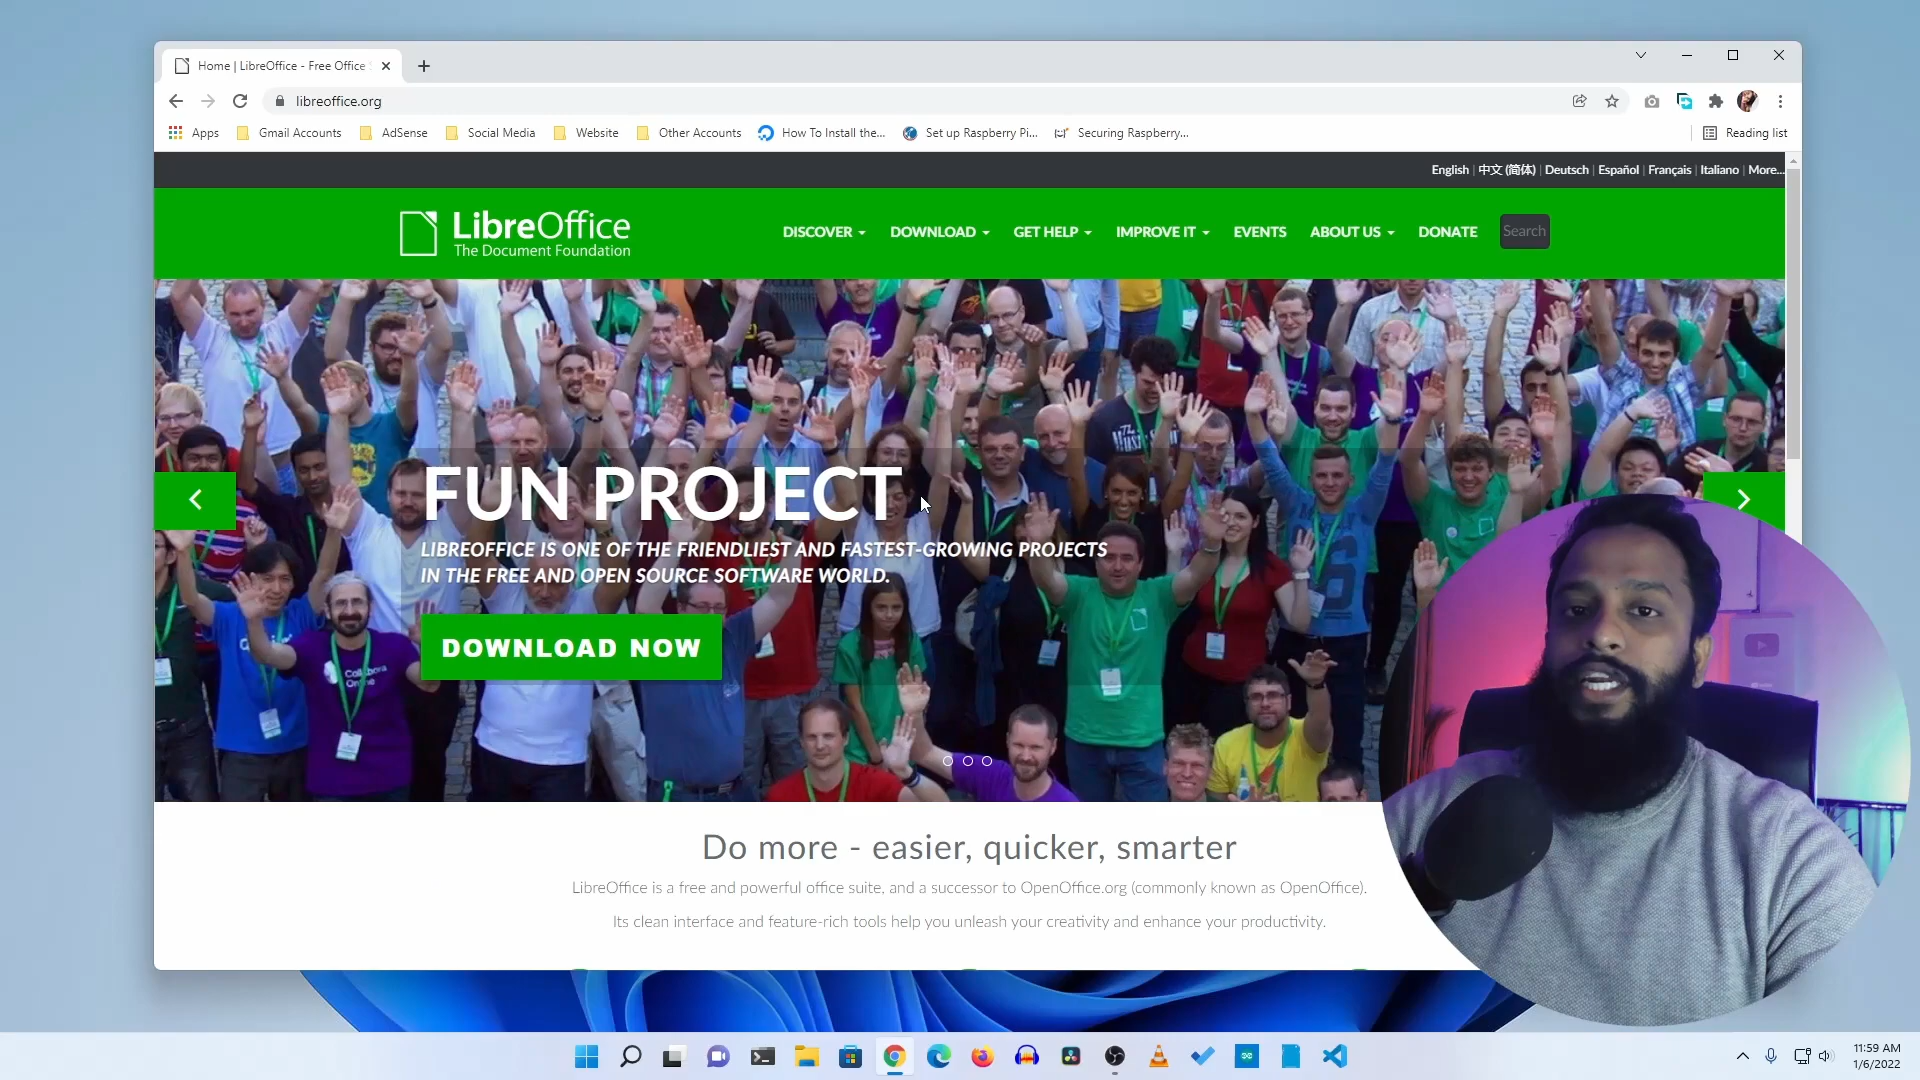 Home | LibreOffice - Free Office
libreoffice.org
Apps
Gmail Accounts
AdSense
Social Media
Website
Other Accounts
How To Install the...
Set up Raspberry Pi...
Securing Raspberry...
Reading list
English | 中文 (简体) | Deutsch | Español | Français | Italiano | More...
LibreOffice
The Document Foundation
DISCOVER
DOWNLOAD
GET HELP
IMPROVE IT
EVENTS
ABOUT US
DONATE
Search
FUN PROJECT
LIBREOFFICE IS ONE OF THE FRIENDLIEST AND FASTEST-GROWING PROJECTS
IN THE FREE AND OPEN SOURCE SOFTWARE WORLD.
DOWNLOAD NOW
Do more - easier, quicker, smarter
LibreOffice is a free and powerful office suite, and a successor to OpenOffice.org (commonly known as OpenOffice).
Its clean interface and feature-rich tools help you unleash your creativity and enhance your productivity.
11:59 AM
1/6/2022